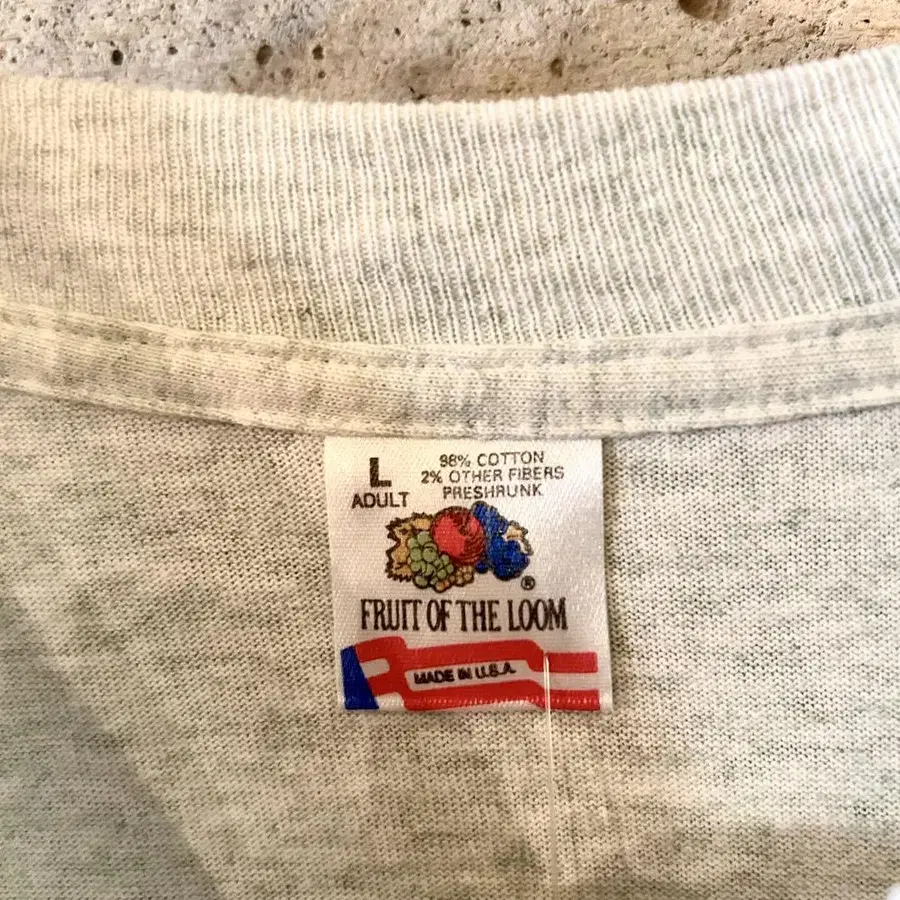 L
ADULT
98% COTTON
2% OTHER FIBERS
PRESHRUNK
®
FRUIT OF THE LOOM
MADE IN U.S.A.